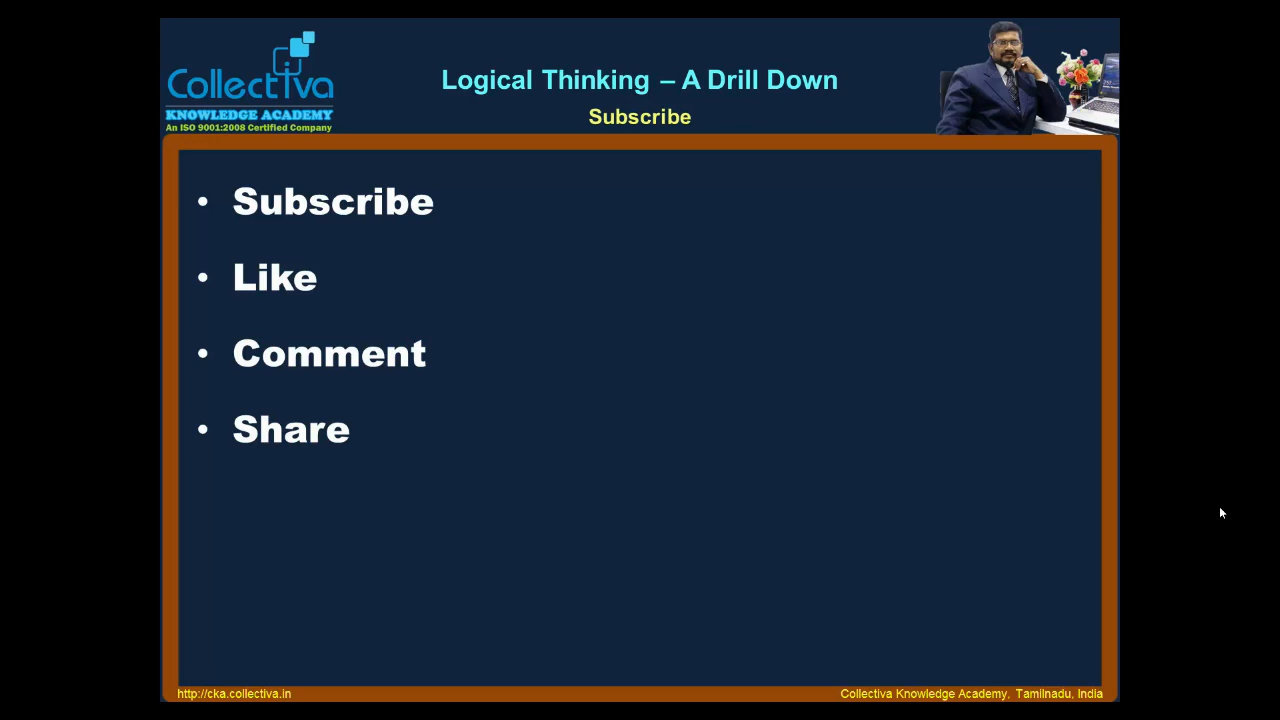 Collectiva
KNOWLEDGE ACADEMY
An ISO 9001:2008 Certified Company
Logical Thinking – A Drill Down
Subscribe
• Subscribe
• Like
• Comment
• Share
http://cka.collectiva.in
Collectiva Knowledge Academy, Tamilnadu, India